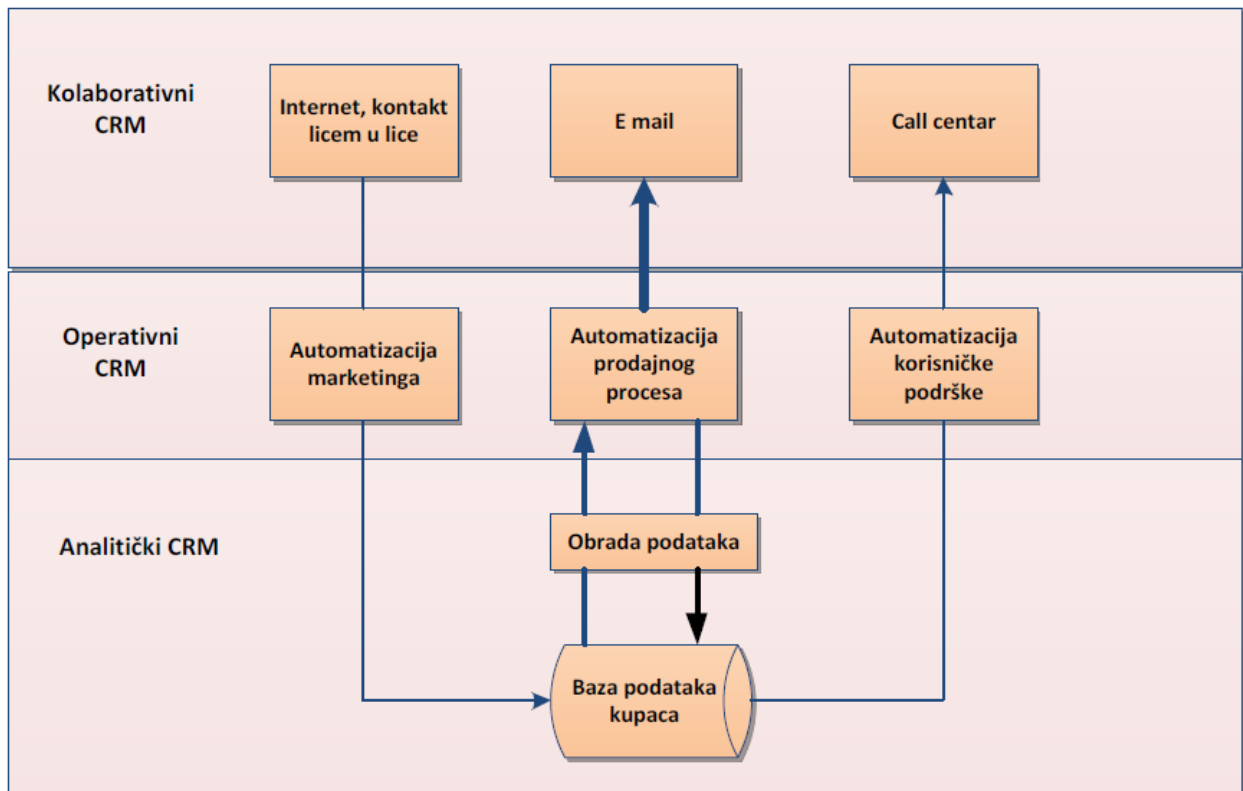 Kolaborativni
CRM
Internet, kontakt
licem u lice
E mail
Call centar
Operativni
CRM
Automatizacija
marketinga
Automatizacija
prodajnog
procesa
Automatizacija
korisničke
podrške
Analitički CRM
Obrada podataka
Baza podataka
kupaca